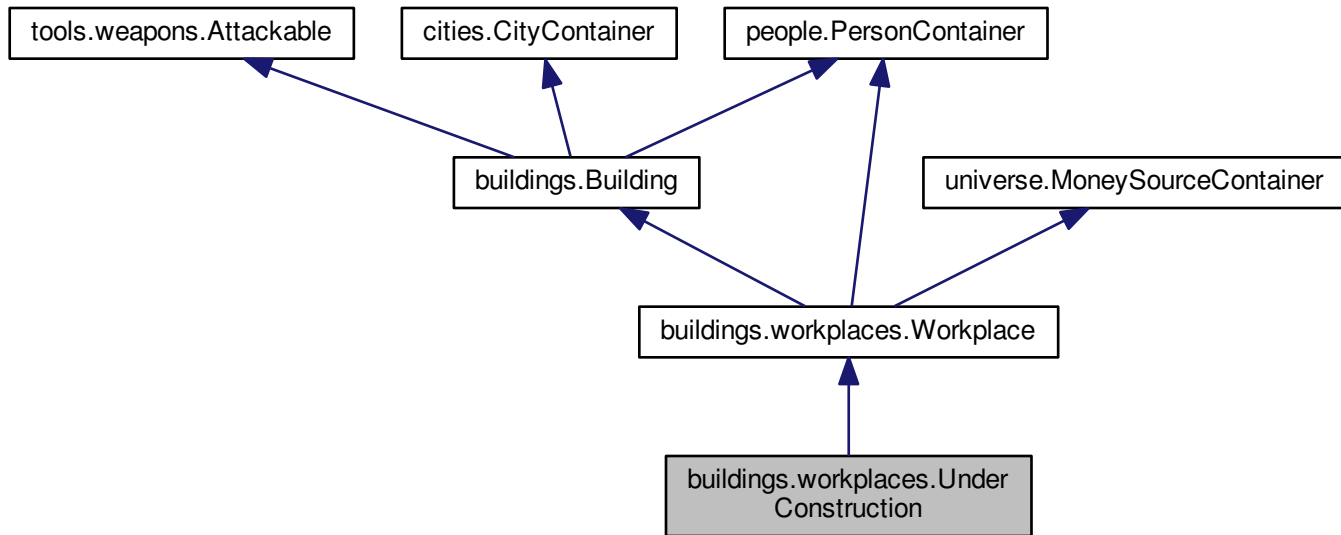 tools.weapons.Attackable
cities.CityContainer
people.PersonContainer
buildings.Building
universe.MoneySourceContainer
buildings.workplaces.Workplace
buildings.workplaces.Under
Construction